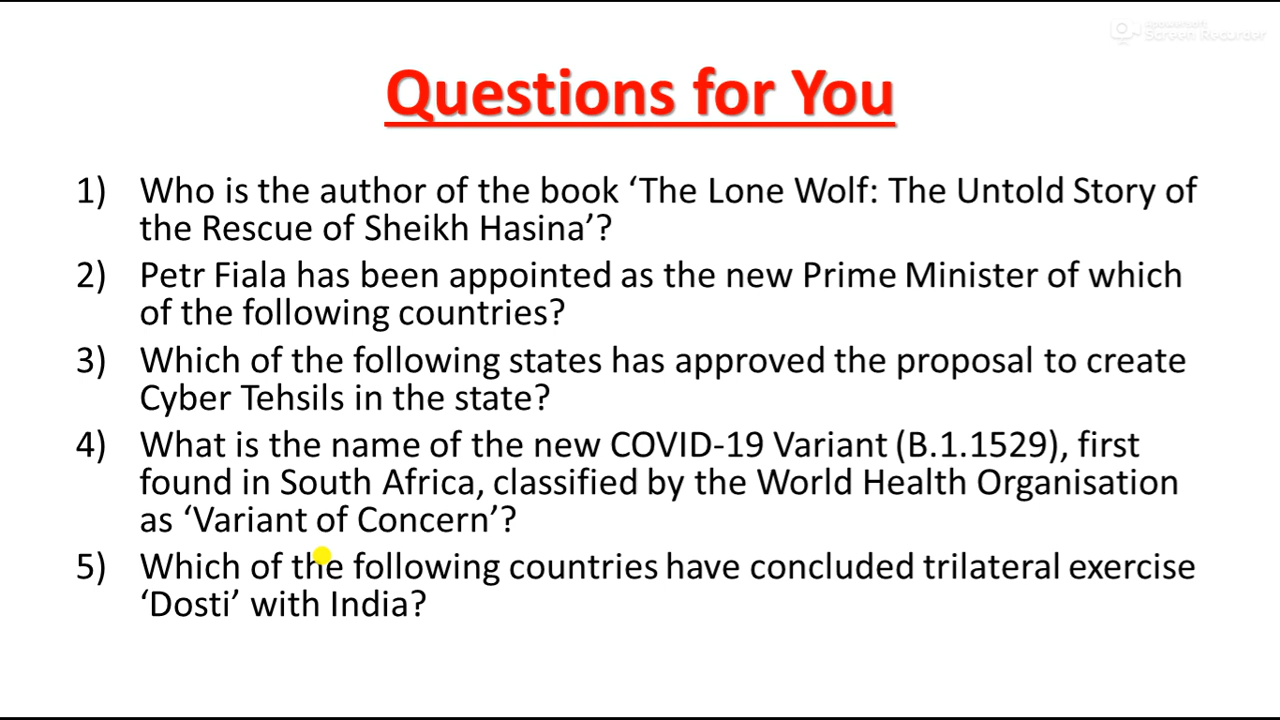 Apowersoft
Screen Recorder
Questions for You
1) Who is the author of the book ‘The Lone Wolf: The Untold Story of
the Rescue of Sheikh Hasina’?
2) Petr Fiala has been appointed as the new Prime Minister of which
of the following countries?
3) Which of the following states has approved the proposal to create
Cyber Tehsils in the state?
4) What is the name of the new COVID-19 Variant (B.1.1529), first
found in South Africa, classified by the World Health Organisation
as ‘Variant of Concern’?
5) Which of the following countries have concluded trilateral exercise
‘Dosti’ with India?